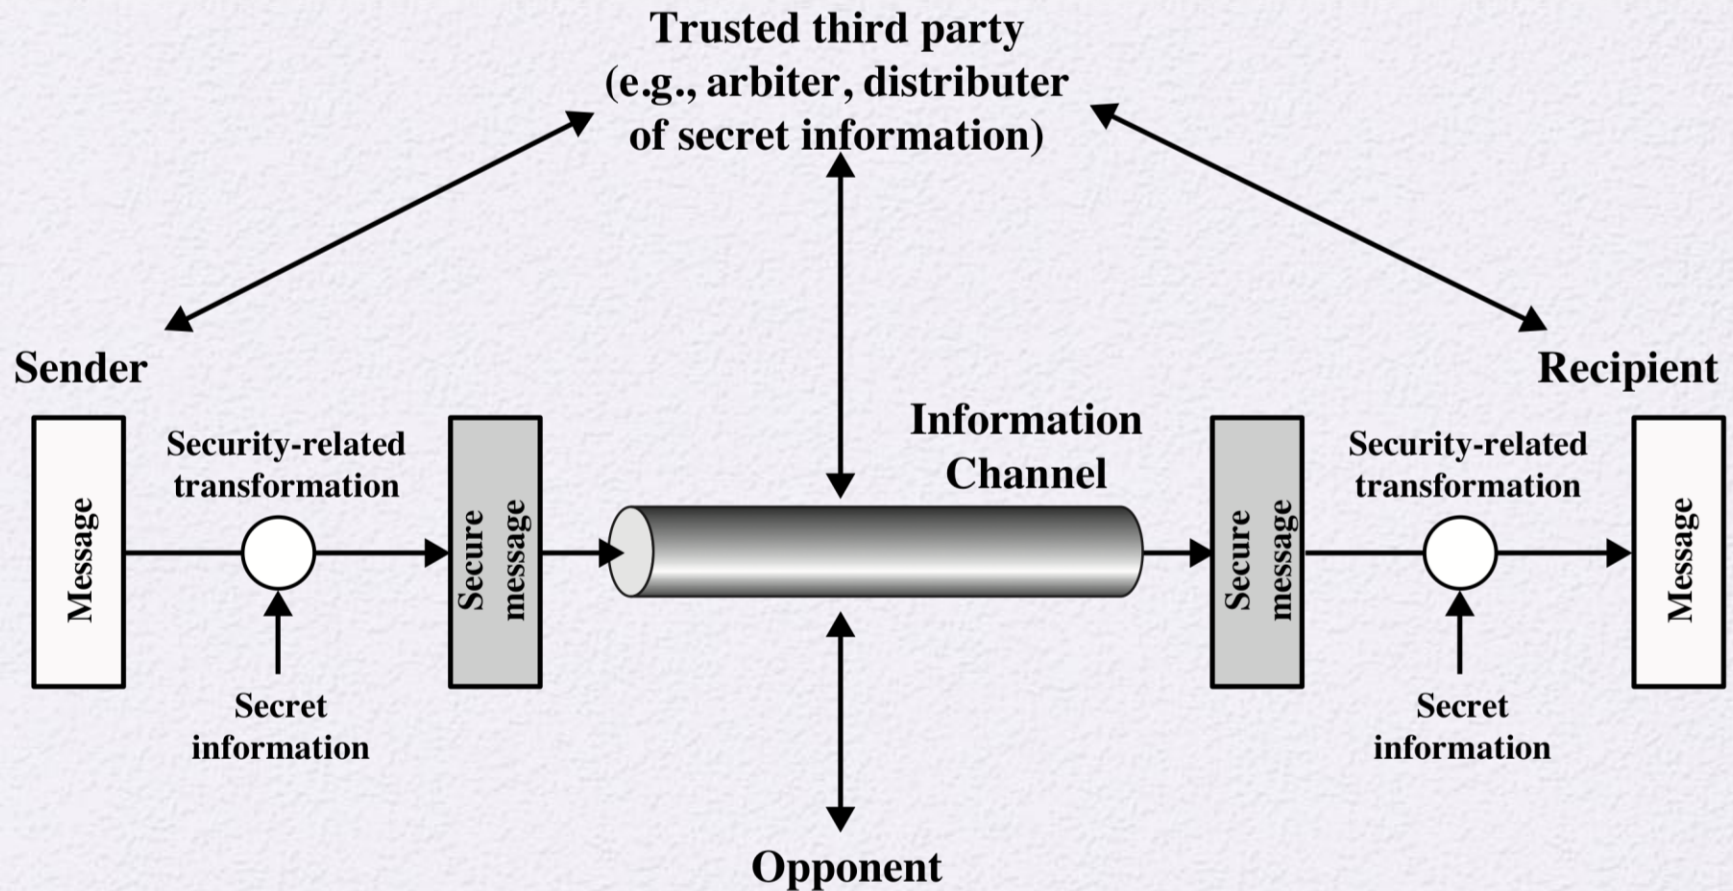 Trusted third party
(e.g., arbiter, distributer
of secret information)
Sender
Recipient
Information
Channel
Security-related
transformation
Security-related
transformation
Message
Secure
message
Secure
message
Message
Secret
information
Secret
information
Opponent